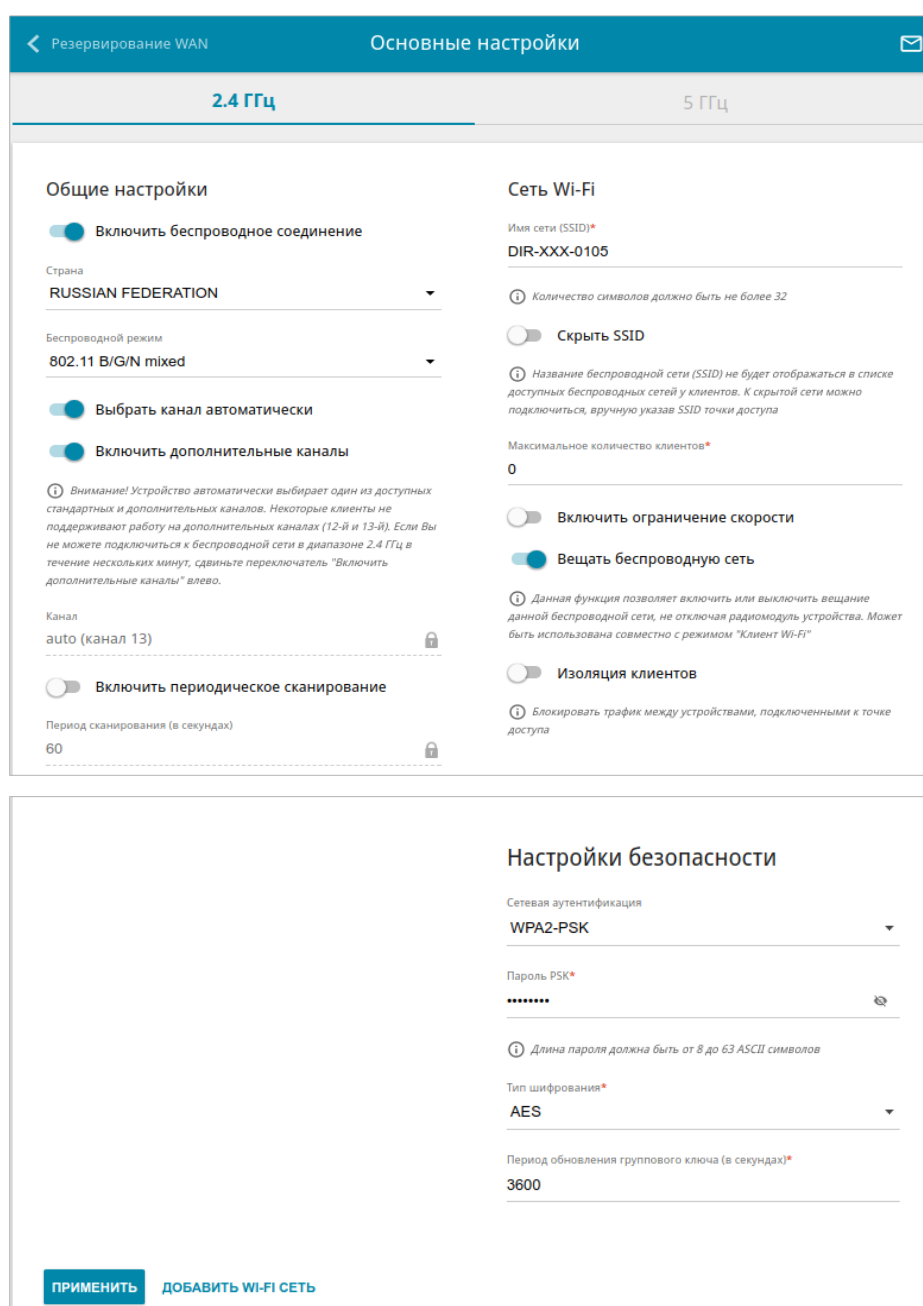 Резервирование WAN
Основные настройки
2.4 ГГц
5 ГГц
Общие настройки
Включить беспроводное соединение
Страна
RUSSIAN FEDERATION
Беспроводной режим
802.11 B/G/N mixed
Выбрать канал автоматически
Включить дополнительные каналы
Внимание! Устройство автоматически выбирает один из доступных
стандартных и дополнительных каналов. Некоторые клиенты не
поддерживают работу на дополнительных каналах (12-й и 13-й). Если Вы
не можете подключиться к беспроводной сети в диапазоне 2.4 ГГц в
течение нескольких минут, сдвиньте переключатель "Включить
дополнительные каналы" влево.
Канал
auto (канал 13)
Включить периодическое сканирование
Период сканирования (в секундах)
60
Сеть Wi-Fi
Имя сети (SSID)*
DIR-XXX-0105
Количество символов должно быть не более 32
Скрыть SSID
Название беспроводной сети (SSID) не будет отображаться в списке
доступных беспроводных сетей у клиентов. К скрытой сети можно
подключиться, вручную указав SSID точки доступа
Максимальное количество клиентов*
0
Включить ограничение скорости
Вещать беспроводную сеть
Данная функция позволяет включить или выключить вещание
данной беспроводной сети, не отключая радиомодуль устройства. Может
быть использована совместно с режимом "Клиент Wi-Fi"
Изоляция клиентов
Блокировать трафик между устройствами, подключенными к точке
доступа
Настройки безопасности
Сетевая аутентификация
WPA2-PSK
Пароль PSK*
••••••••
Длина пароля должна быть от 8 до 63 ASCII символов
Тип шифрования*
AES
Период обновления группового ключа (в секундах)*
3600
ПРИМЕНИТЬ
ДОБАВИТЬ WI-FI СЕТЬ